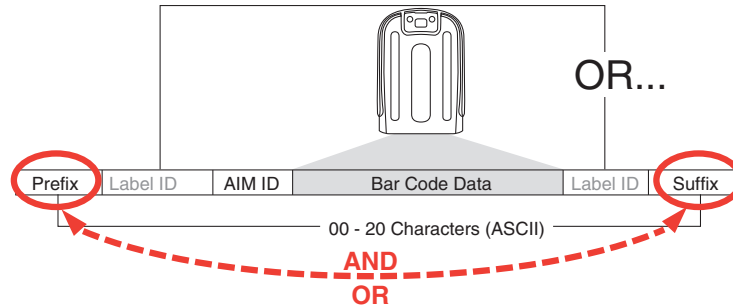 OR...
Prefix Label ID AIM ID Bar Code Data Label ID Suffix
00 - 20 Characters (ASCII)
AND
OR